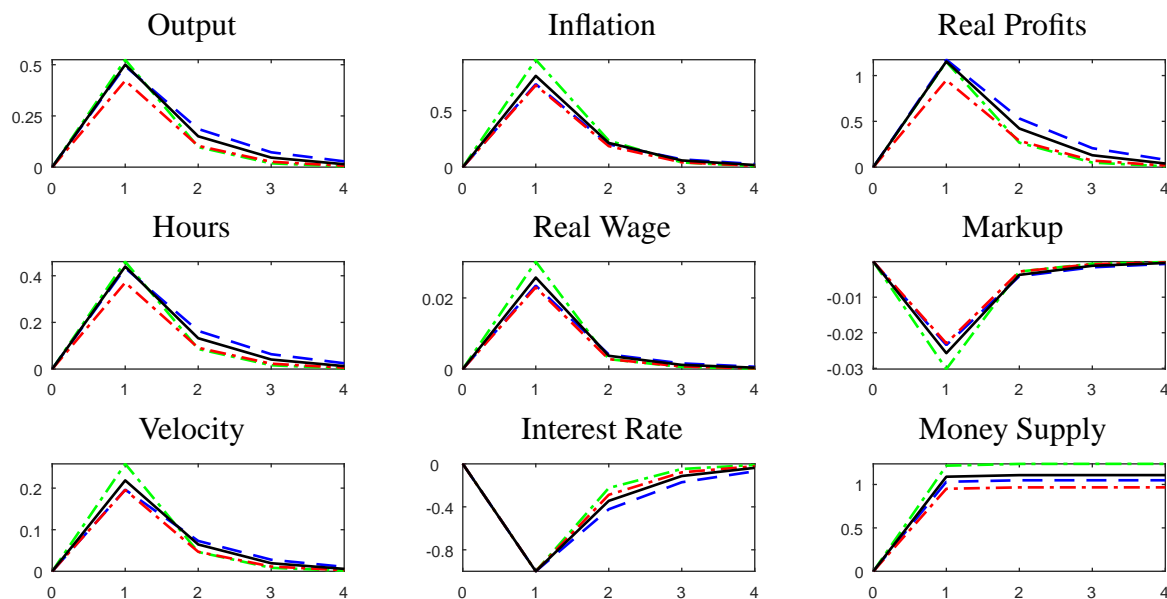 Output
0.5
0.25
0
0 1 2 3 4
Inflation
0.5
0
0 1 2 3 4
Real Profits
1
0.5
0
0 1 2 3 4
Hours
0.4
0.2
0
0 1 2 3 4
Real Wage
0.02
0
0 1 2 3 4
Markup
-0.01
-0.02
-0.03
0 1 2 3 4
Velocity
0.2
0.1
0
0 1 2 3 4
Interest Rate
0
-0.4
-0.8
0 1 2 3 4
Money Supply
1
0.5
0
0 1 2 3 4